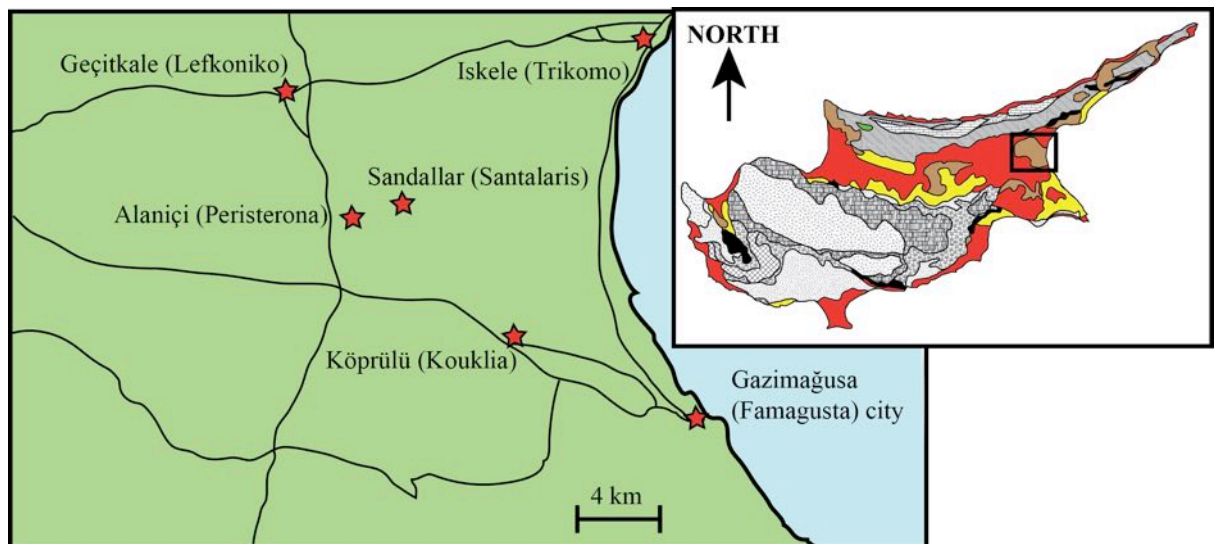 NORTH
Geçitkale (Lefkoniko)
Iskele (Trikomo)
Sandallar (Santalaris)
Alaniçi (Peristerona)
Köprülü (Kouklia)
Gazimağusa
(Famagusta) city
4 km